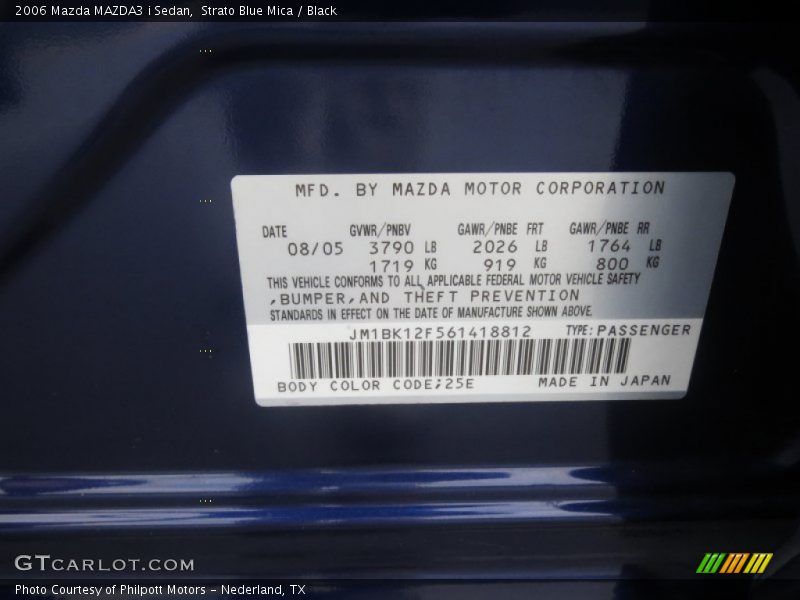 2006 Mazda MAZDA3 i Sedan, Strato Blue Mica / Black
MFD. BY MAZDA MOTOR CORPORATION
DATE GVWR/PNBV GAWR/PNBE FRT GAWR/PNBE RR
08/05 3790 LB 2026 LB 1764 LB
1719 KG 919 KG 800 KG
THIS VEHICLE CONFORMS TO ALL APPLICABLE FEDERAL MOTOR VEHICLE SAFETY
,BUMPER,AND THEFT PREVENTION
STANDARDS IN EFFECT ON THE DATE OF MANUFACTURE SHOWN ABOVE.
JM1BK12F561418812 TYPE:PASSENGER
BODY COLOR CODE;25E MADE IN JAPAN
GTCARLOT.COM
Photo Courtesy of Philpott Motors - Nederland, TX